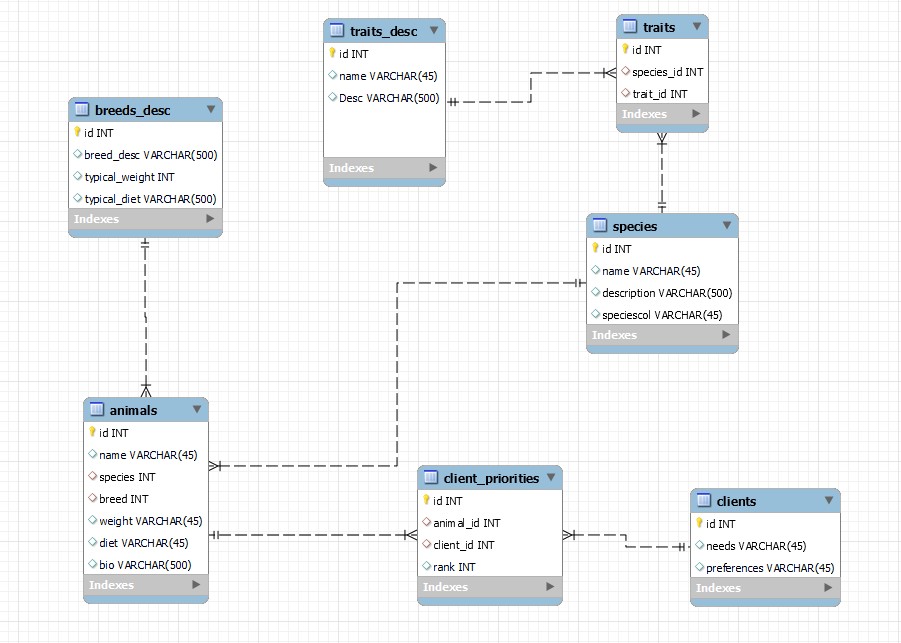 traits_desc
id INT
name VARCHAR(45)
Desc VARCHAR(500)
Indexes
traits
id INT
species_id INT
trait_id INT
Indexes
breeds_desc
id INT
breed_desc VARCHAR(500)
typical_weight INT
typical_diet VARCHAR(500)
Indexes
species
id INT
name VARCHAR(45)
description VARCHAR(500)
speciescol VARCHAR(45)
Indexes
animals
id INT
name VARCHAR(45)
species INT
breed INT
weight VARCHAR(45)
diet VARCHAR(45)
bio VARCHAR(500)
Indexes
client_priorities
id INT
animal_id INT
client_id INT
rank INT
Indexes
clients
id INT
needs VARCHAR(45)
preferences VARCHAR(45)
Indexes